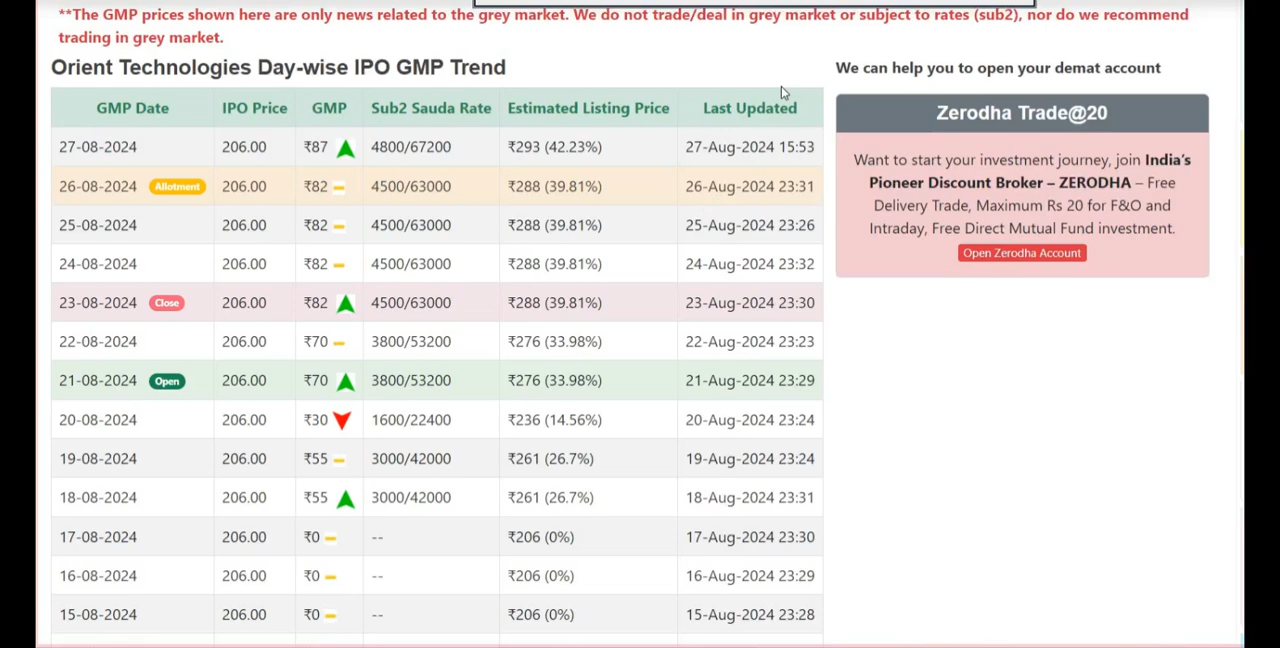 **The GMP prices shown here are only news related to the grey market. We do not trade/deal in grey market or subject to rates (sub2), nor do we recommend
trading in grey market.
Orient Technologies Day-wise IPO GMP Trend
GMP Date IPO Price GMP Sub2 Sauda Rate Estimated Listing Price Last Updated
27-08-2024 206.00 ₹87 4800/67200 ₹293 (42.23%) 27-Aug-2024 15:53
26-08-2024 Allotment 206.00 ₹82 4500/63000 ₹288 (39.81%) 26-Aug-2024 23:31
25-08-2024 206.00 ₹82 4500/63000 ₹288 (39.81%) 25-Aug-2024 23:26
24-08-2024 206.00 ₹82 4500/63000 ₹288 (39.81%) 24-Aug-2024 23:32
23-08-2024 Close 206.00 ₹82 4500/63000 ₹288 (39.81%) 23-Aug-2024 23:30
22-08-2024 206.00 ₹70 3800/53200 ₹276 (33.98%) 22-Aug-2024 23:23
21-08-2024 Open 206.00 ₹70 3800/53200 ₹276 (33.98%) 21-Aug-2024 23:29
20-08-2024 206.00 ₹30 1600/22400 ₹236 (14.56%) 20-Aug-2024 23:24
19-08-2024 206.00 ₹55 3000/42000 ₹261 (26.7%) 19-Aug-2024 23:24
18-08-2024 206.00 ₹55 3000/42000 ₹261 (26.7%) 18-Aug-2024 23:31
17-08-2024 206.00 ₹0 -- ₹206 (0%) 17-Aug-2024 23:30
16-08-2024 206.00 ₹0 -- ₹206 (0%) 16-Aug-2024 23:29
15-08-2024 206.00 ₹0 -- ₹206 (0%) 15-Aug-2024 23:28
We can help you to open your demat account
Zerodha Trade@20
Want to start your investment journey, join India's
Pioneer Discount Broker – ZERODHA – Free
Delivery Trade, Maximum Rs 20 for F&O and
Intraday, Free Direct Mutual Fund investment.
Open Zerodha Account